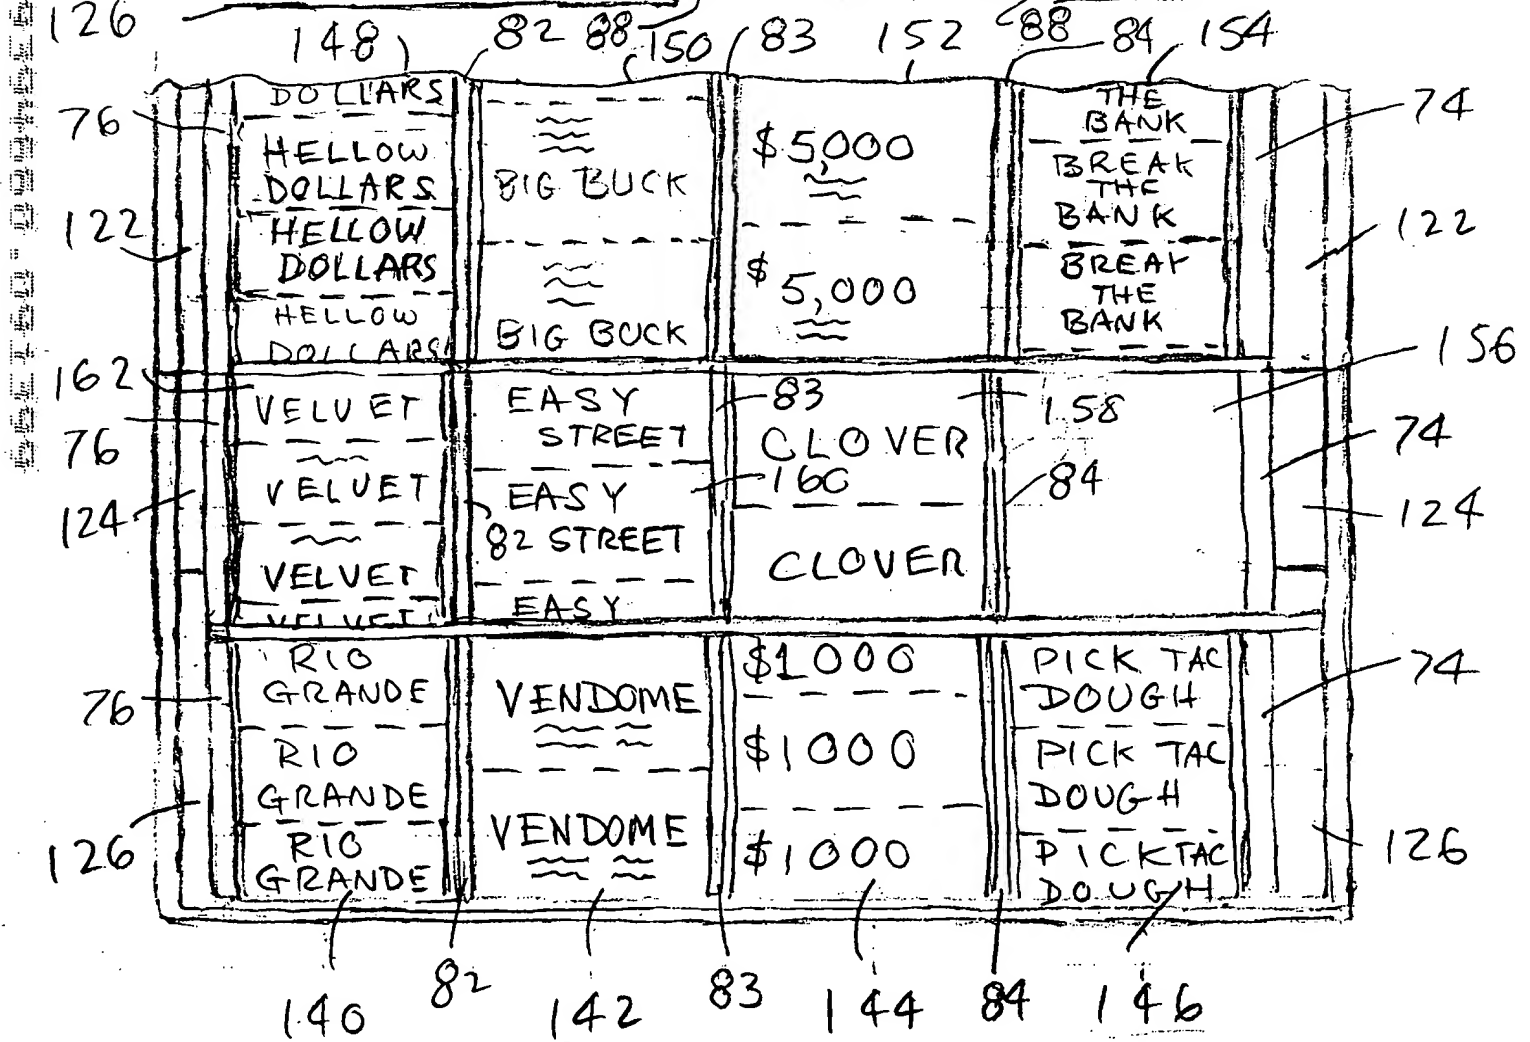 126
148 82 88 150 83 152 88 84 154
76
122
162
76
124
76
126
DOLLARS
HELLOW
DOLLARS
HELLOW
DOLLARS
HELLOW
DOLLARS
BIG BUCK
BIG BUCK
$5,000
$5,000
THE
BANK
BREAK
THE
BANK
BREAK
THE
BANK
74
122
156
74
124
74
126
VELVET
VELVET
VELVET
VELVET
EASY
STREET
EASY
82 STREET
EASY
83
160
CLOVER
CLOVER
158
84
RIO
GRANDE
RIO
GRANDE
RIO
GRANDE
VENDOME
VENDOME
$1000
$1000
$1000
PICK TAC
DOUGH
PICK TAC
DOUGH
PICK TAC
DOUGH
140 82 142 83 144 84 146